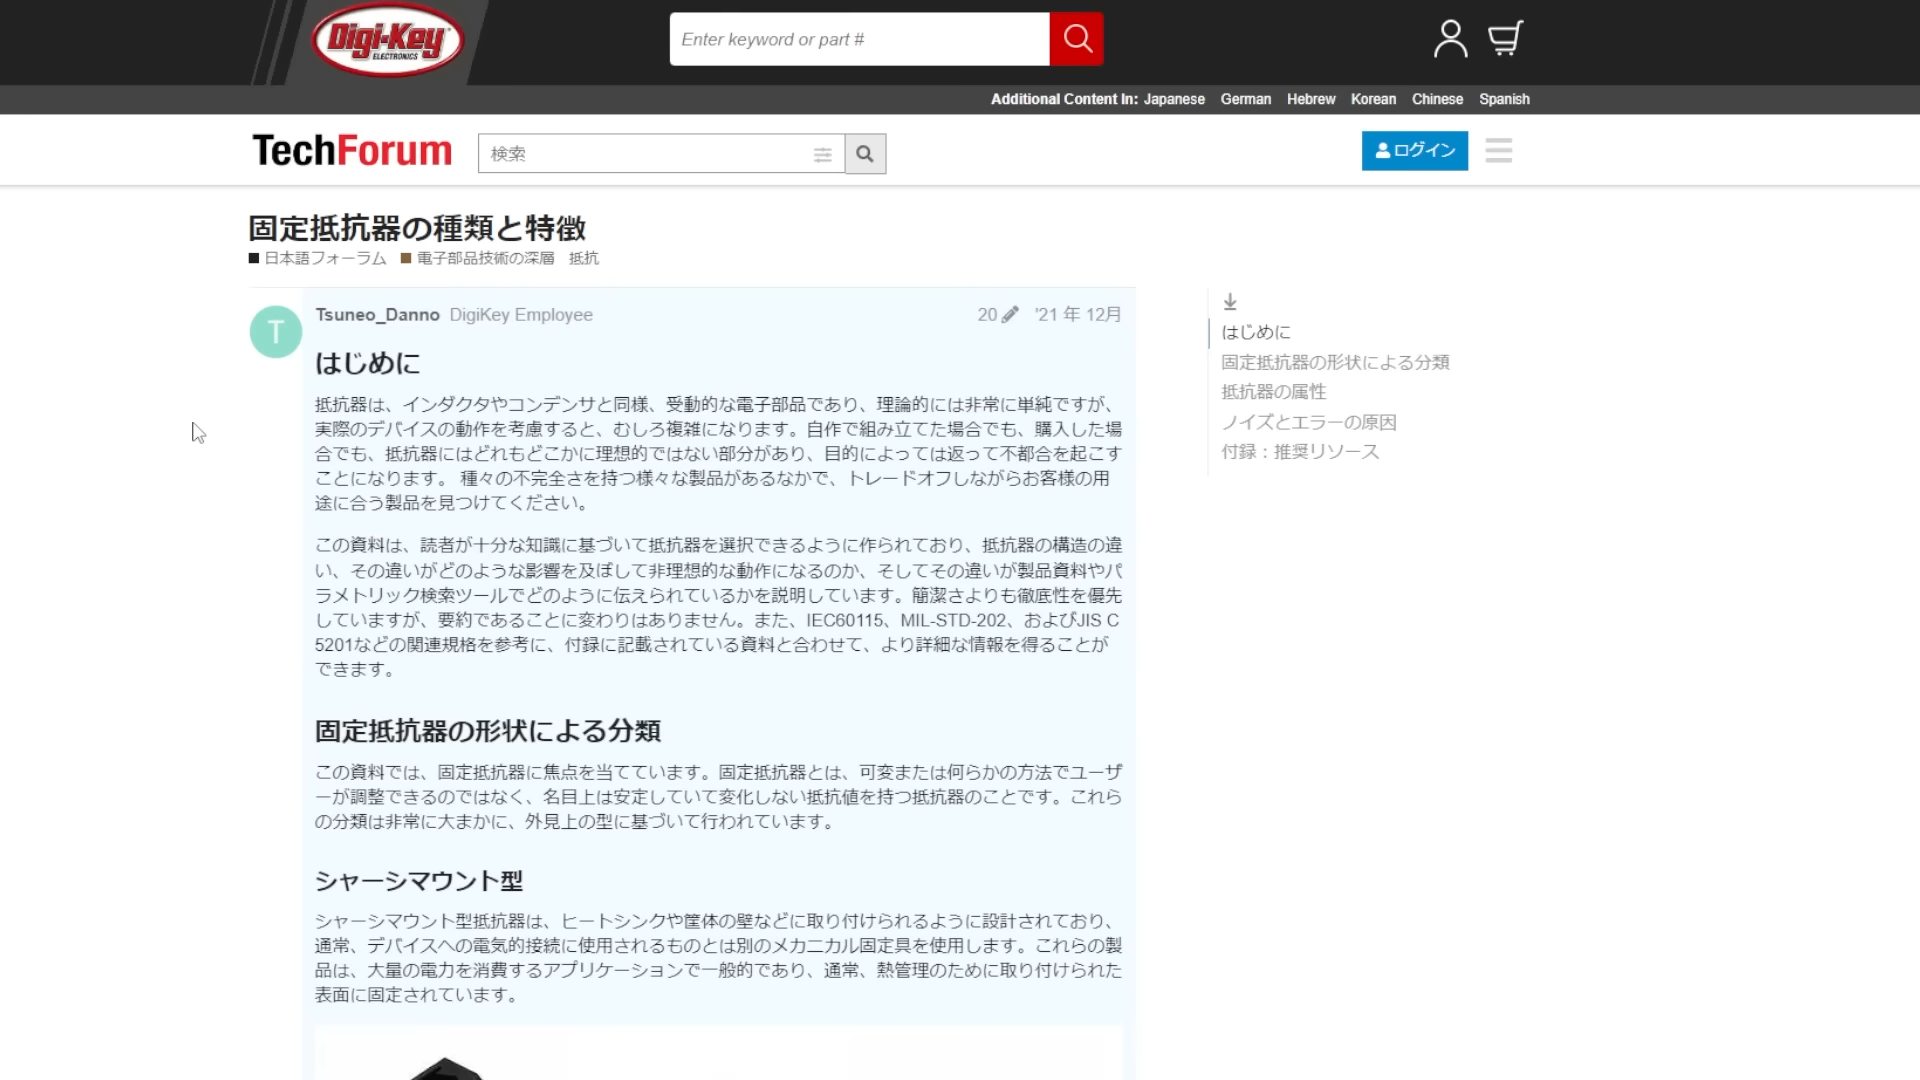 Digi-Key
ELECTRONICS
Enter keyword or part #
Additional Content In: Japanese German Hebrew Korean Chinese Spanish
TechForum
検索
ログイン
固定抵抗器の種類と特徴
日本語フォーラム 電子部品技術の深層 抵抗
T
Tsuneo_Danno DigiKey Employee
20 '21 年 12月
はじめに
抵抗器は、インダクタやコンデンサと同様、受動的な電子部品であり、理論的には非常に単純ですが、
実際のデバイスの動作を考慮すると、むしろ複雑になります。自作で組み立てた場合でも、購入した場
合でも、抵抗器にはどれもどこかに理想的ではない部分があり、目的によっては返って不都合を起こす
ことになります。 種々の不完全さを持つ様々な製品があるなかで、トレードオフしながらお客様の用
途に合う製品を見つけてください。
この資料は、読者が十分な知識に基づいて抵抗器を選択できるように作られており、抵抗器の構造の違
い、その違いがどのような影響を及ぼして非理想的な動作になるのか、そしてその違いが製品資料やパ
ラメトリック検索ツールでどのように伝えられているかを説明しています。簡潔さよりも徹底性を優先
していますが、要約であることに変わりはありません。また、IEC60115、MIL-STD-202、およびJIS C
5201などの関連規格を参考に、付録に記載されている資料と合わせて、より詳細な情報を得ることが
できます。
固定抵抗器の形状による分類
この資料では、固定抵抗器に焦点を当てています。固定抵抗器とは、可変または何らかの方法でユーザ
ーが調整できるのではなく、名目上は安定していて変化しない抵抗値を持つ抵抗器のことです。これら
の分類は非常に大まかに、外見上の型に基づいて行われています。
シャーシマウント型
シャーシマウント型抵抗器は、ヒートシンクや筐体の壁などに取り付けられるように設計されており、
通常、デバイスへの電気的接続に使用されるものとは別のメカニカル固定具を使用します。これらの製
品は、大量の電力を消費するアプリケーションで一般的であり、通常、熱管理のために取り付けられた
表面に固定されています。
はじめに
固定抵抗器の形状による分類
抵抗器の属性
ノイズとエラーの原因
付録：推奨リソース